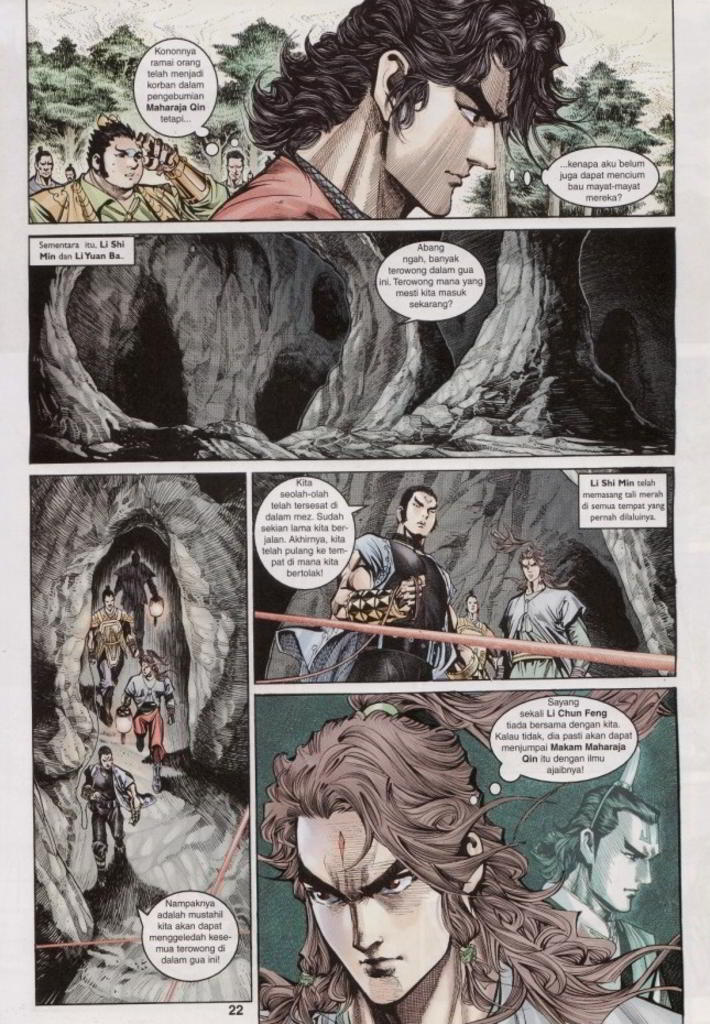 Kononnya
ramai orang
telah menjadi
korban dalam
pengebumian
Maharaja Qin
tetapi...
...kenapa aku belum
juga dapat mencium
bau mayat-mayat
mereka?
Sementara itu, Li Shi
Min dan Li Yuan Ba..
Abang
ngah, banyak
terowong dalam gua
ini. Terowong mana yang
mesti kita masuk
sekarang?
Kita
seolah-olah
telah tersesat di
dalam mez. Sudah
sekian lama kita ber-
jalan. Akhirnya, kita
telah pulang ke tem-
pat di mana kita
bertolak!
Li Shi Min telah
memasang tali merah
di semua tempat yang
pernah dilaluinya.
Nampaknya
adalah mustahil
kita akan dapat
menggeledah kese-
mua terowong di
dalam gua ini!
Sayang
sekali Li Chun Feng
tiada bersama dengan kita.
Kalau tidak, dia pasti akan dapat
menjumpai Makam Maharaja
Qin itu dengan ilmu
ajaibnya!
22